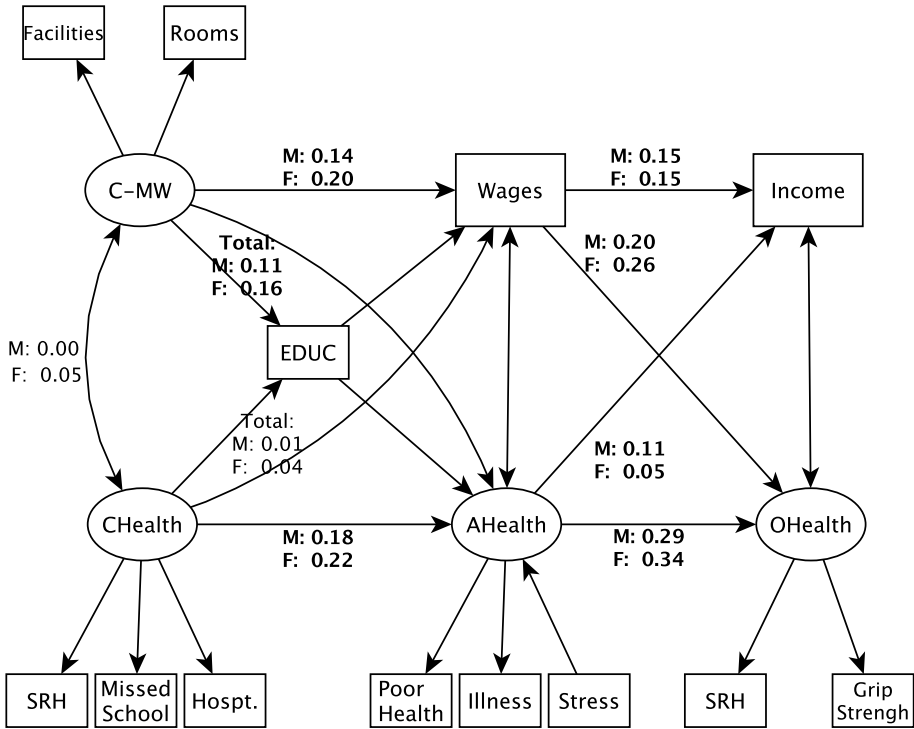 Facilities
Rooms
M: 0.14
F: 0.20
M: 0.15
F: 0.15
C-MW
Wages
Income
Total:
M: 0.11
F: 0.16
M: 0.20
F: 0.26
M: 0.00
F: 0.05
EDUC
Total:
M: 0.01
F: 0.04
M: 0.11
F: 0.05
CHealth
AHealth
OHealth
M: 0.18
F: 0.22
M: 0.29
F: 0.34
SRH
Missed
School
Hospt.
Poor
Health
Illness
Stress
SRH
Grip
Strengh